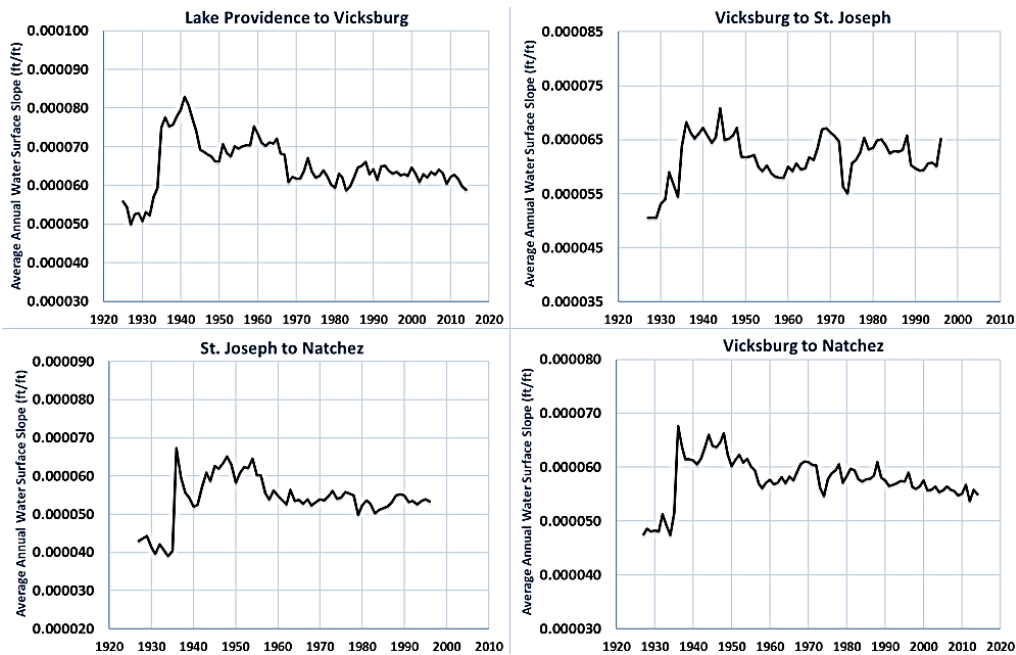 Lake Providence to Vicksburg
Average Annual Water Surface Slope (ft/ft)
0.000100
0.000090
0.000080
0.000070
0.000060
0.000050
0.000040
0.000030
1920 1930 1940 1950 1960 1970 1980 1990 2000 2010 2020
Vicksburg to St. Joseph
Average Annual Water Surface Slope (ft/ft)
0.000085
0.000075
0.000065
0.000055
0.000045
0.000035
1920 1930 1940 1950 1960 1970 1980 1990 2000 2010
St. Joseph to Natchez
Average Annual Water Surface Slope (ft/ft)
0.000090
0.000080
0.000070
0.000060
0.000050
0.000040
0.000030
0.000020
1920 1930 1940 1950 1960 1970 1980 1990 2000 2010
Vicksburg to Natchez
Average Annual Water Surface Slope (ft/ft)
0.000080
0.000070
0.000060
0.000050
0.000040
0.000030
1920 1930 1940 1950 1960 1970 1980 1990 2000 2010 2020